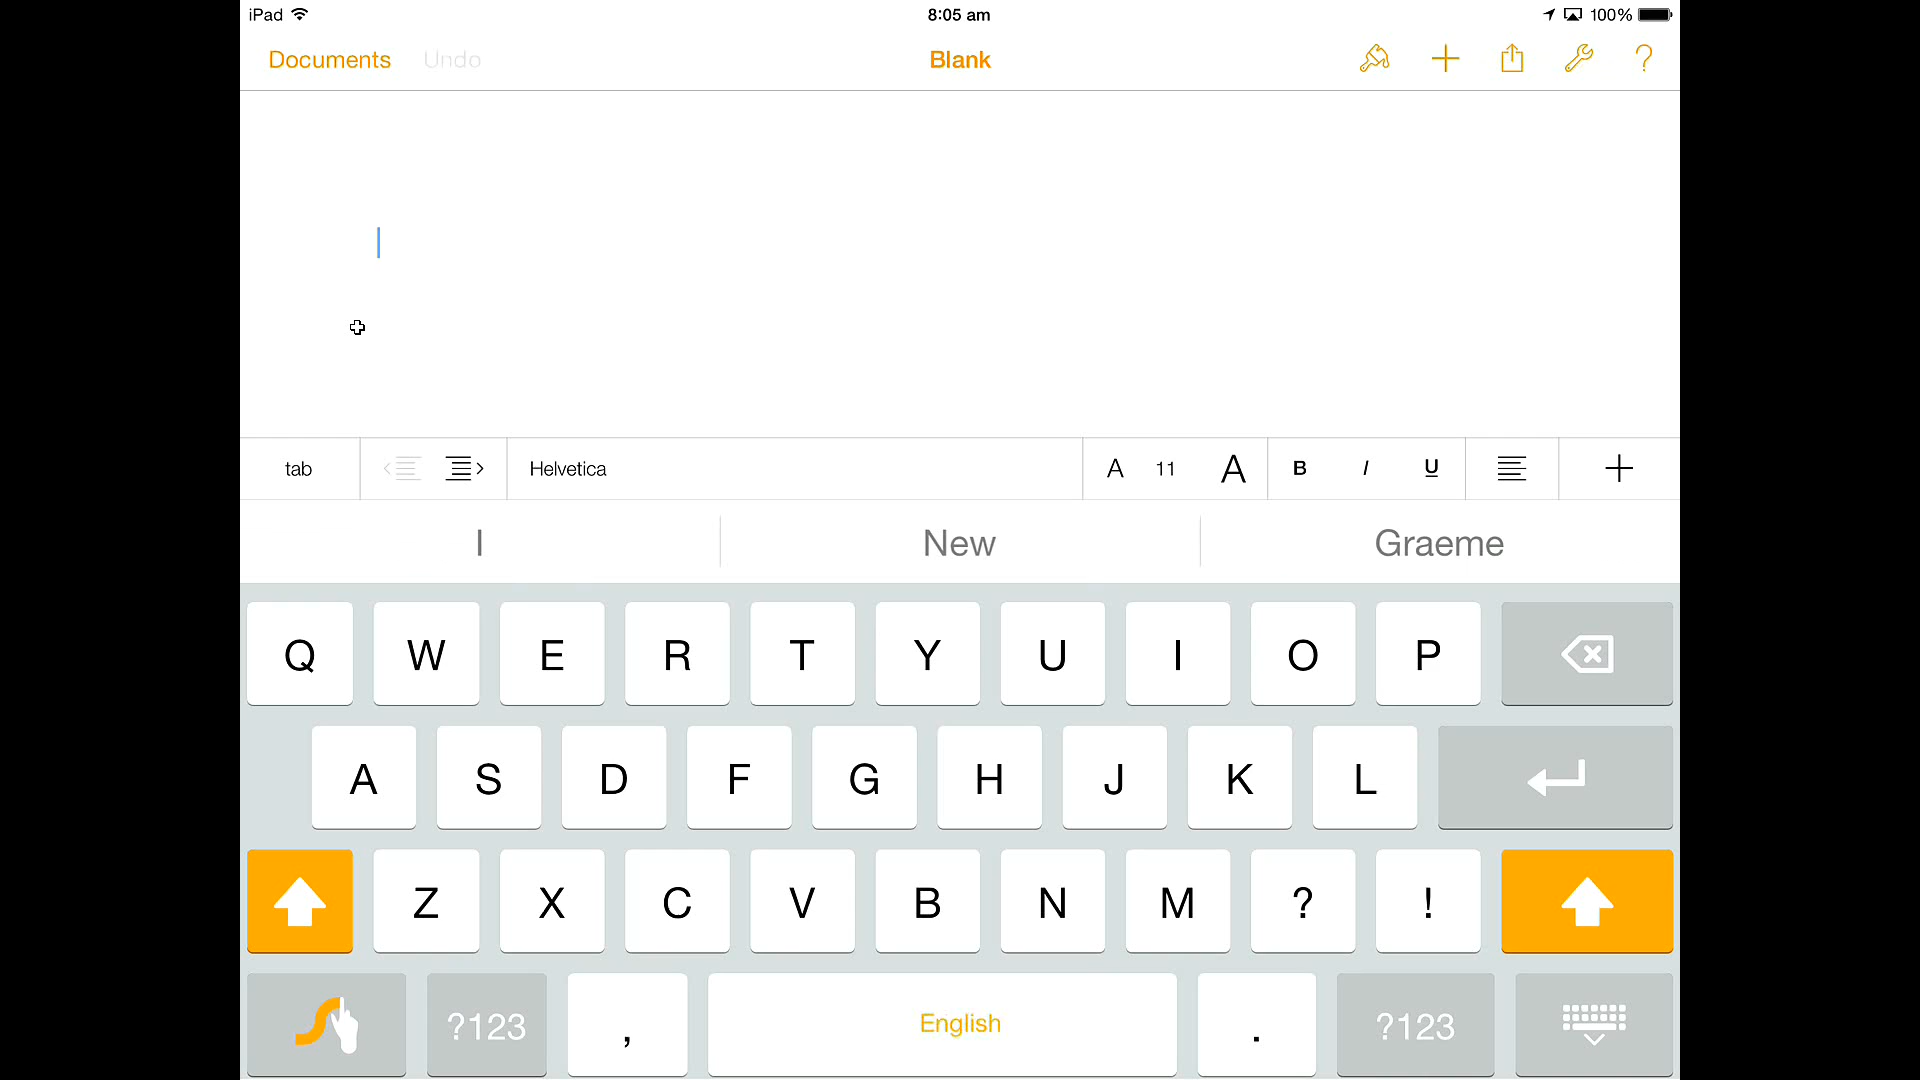 iPad 8:05 am 100%
Documents Undo Blank ?
tab Helvetica A 11 A B I U
I New Graeme
Q W E R T Y U I O P
A S D F G H J K L
Z X C V B N M ? !
?123 , English . ?123